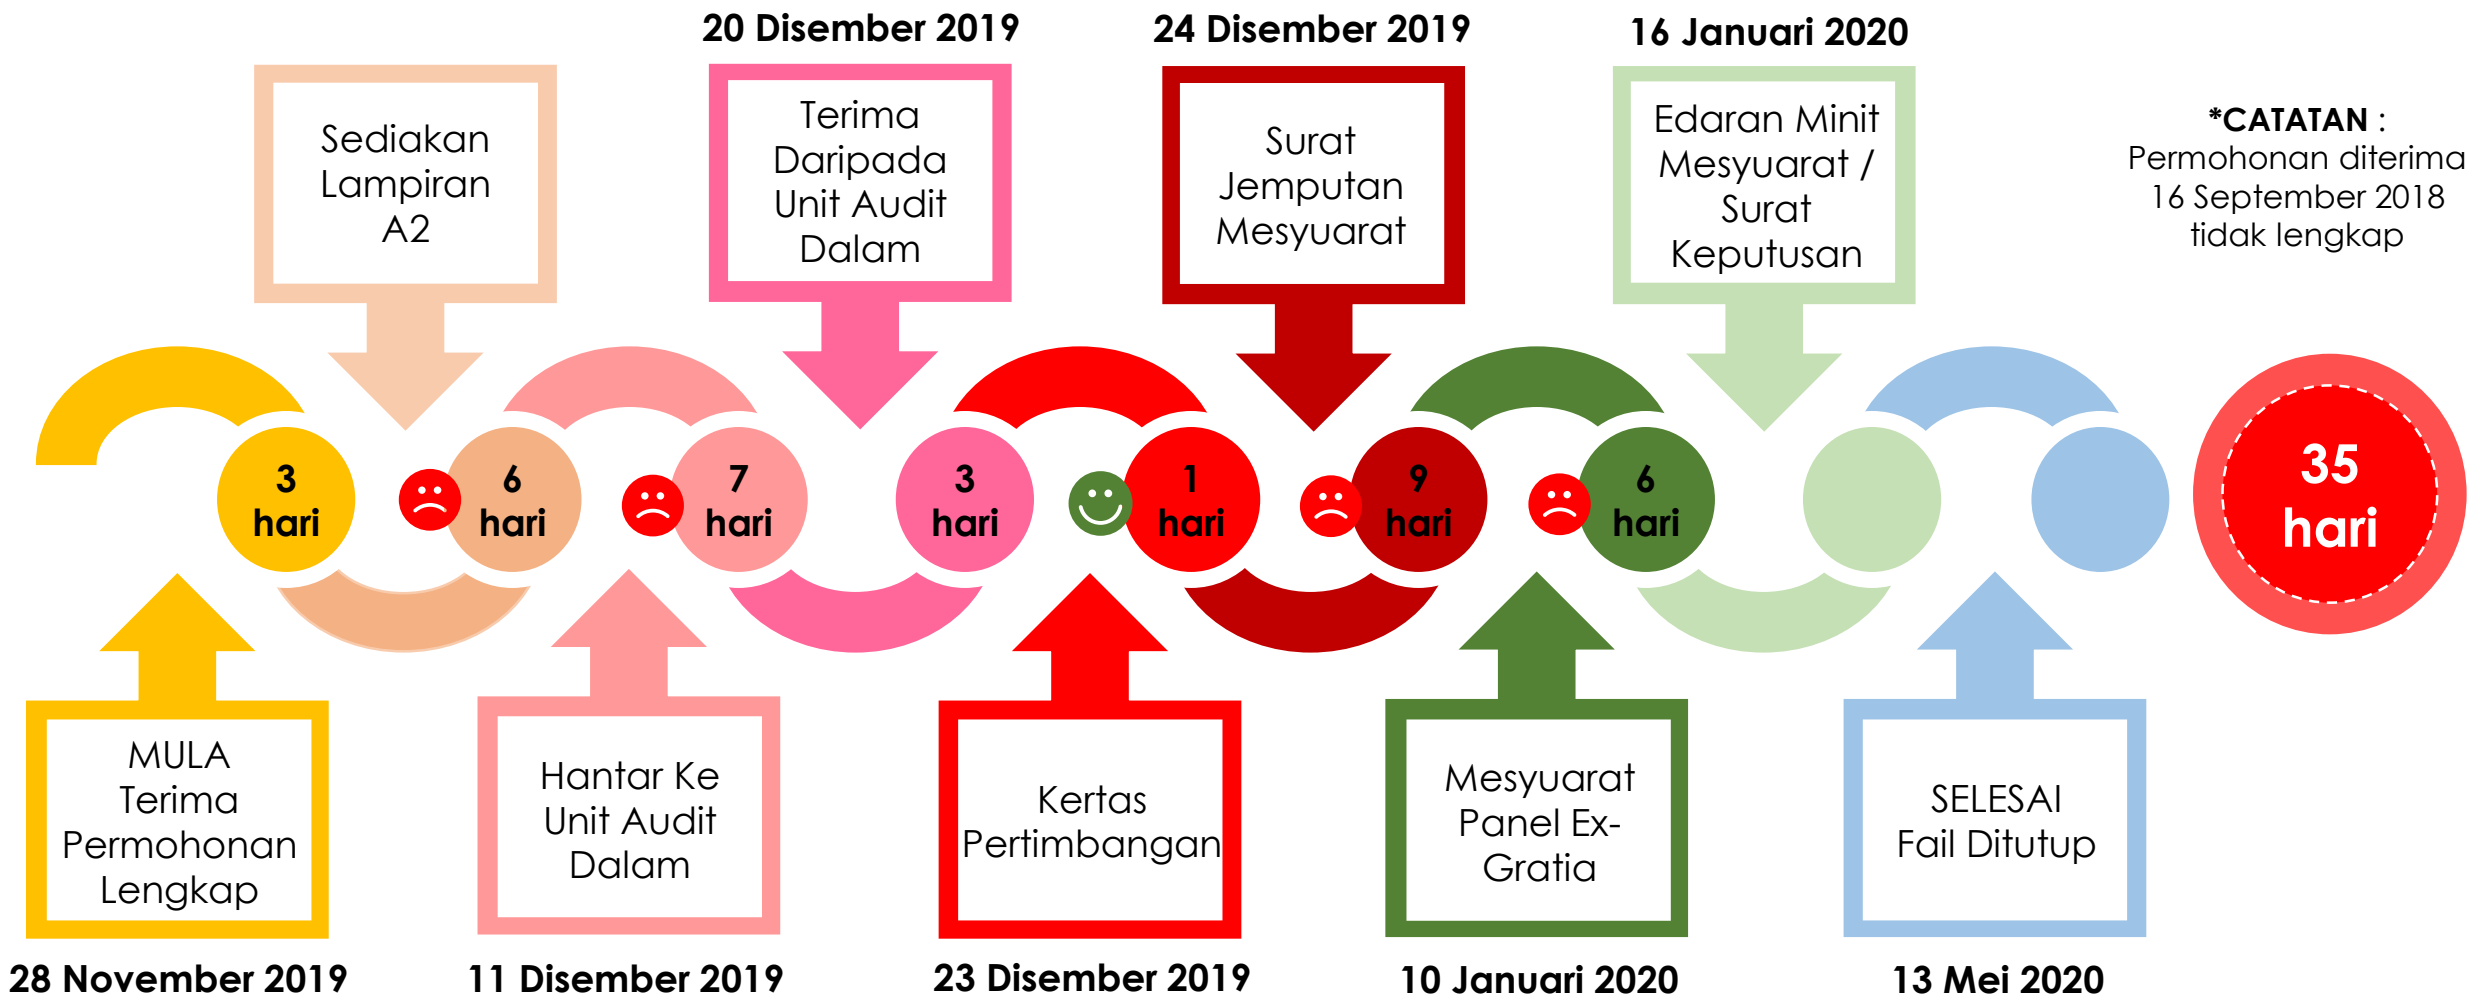 20 Disember 2019
24 Disember 2019
16 Januari 2020
Sediakan
Lampiran
A2
Terima
Daripada
Unit Audit
Dalam
Surat
Jemputan
Mesyuarat
Edaran Minit
Mesyuarat /
Surat
Keputusan
*CATATAN :
Permohonan diterima
16 September 2018
tidak lengkap
3
hari
6
hari
7
hari
3
hari
1
hari
9
hari
6
hari
35
hari
MULA
Terima
Permohonan
Lengkap
Hantar Ke
Unit Audit
Dalam
Kertas
Pertimbangan
Mesyuarat
Panel Ex-
Gratia
SELESAI
Fail Ditutup
28 November 2019
11 Disember 2019
23 Disember 2019
10 Januari 2020
13 Mei 2020